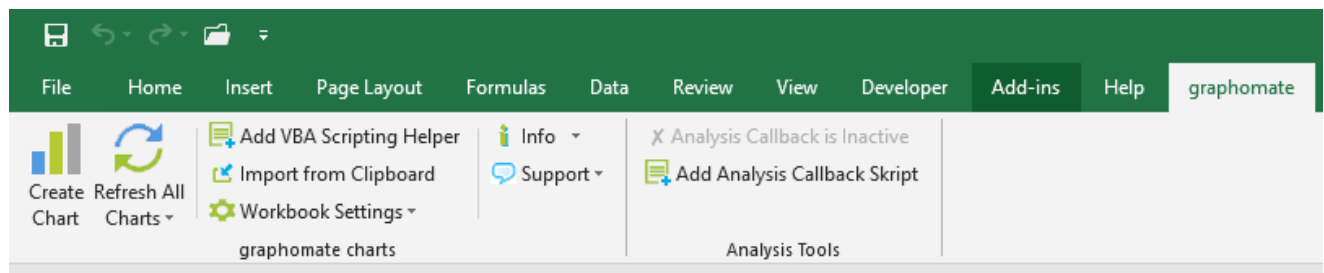 File Home Insert Page Layout Formulas Data Review View Developer Add-ins Help graphomate
Create Chart
Refresh All Charts
Add VBA Scripting Helper
Import from Clipboard
Workbook Settings
Info
Support
graphomate charts
X Analysis Callback is Inactive
Add Analysis Callback Skript
Analysis Tools